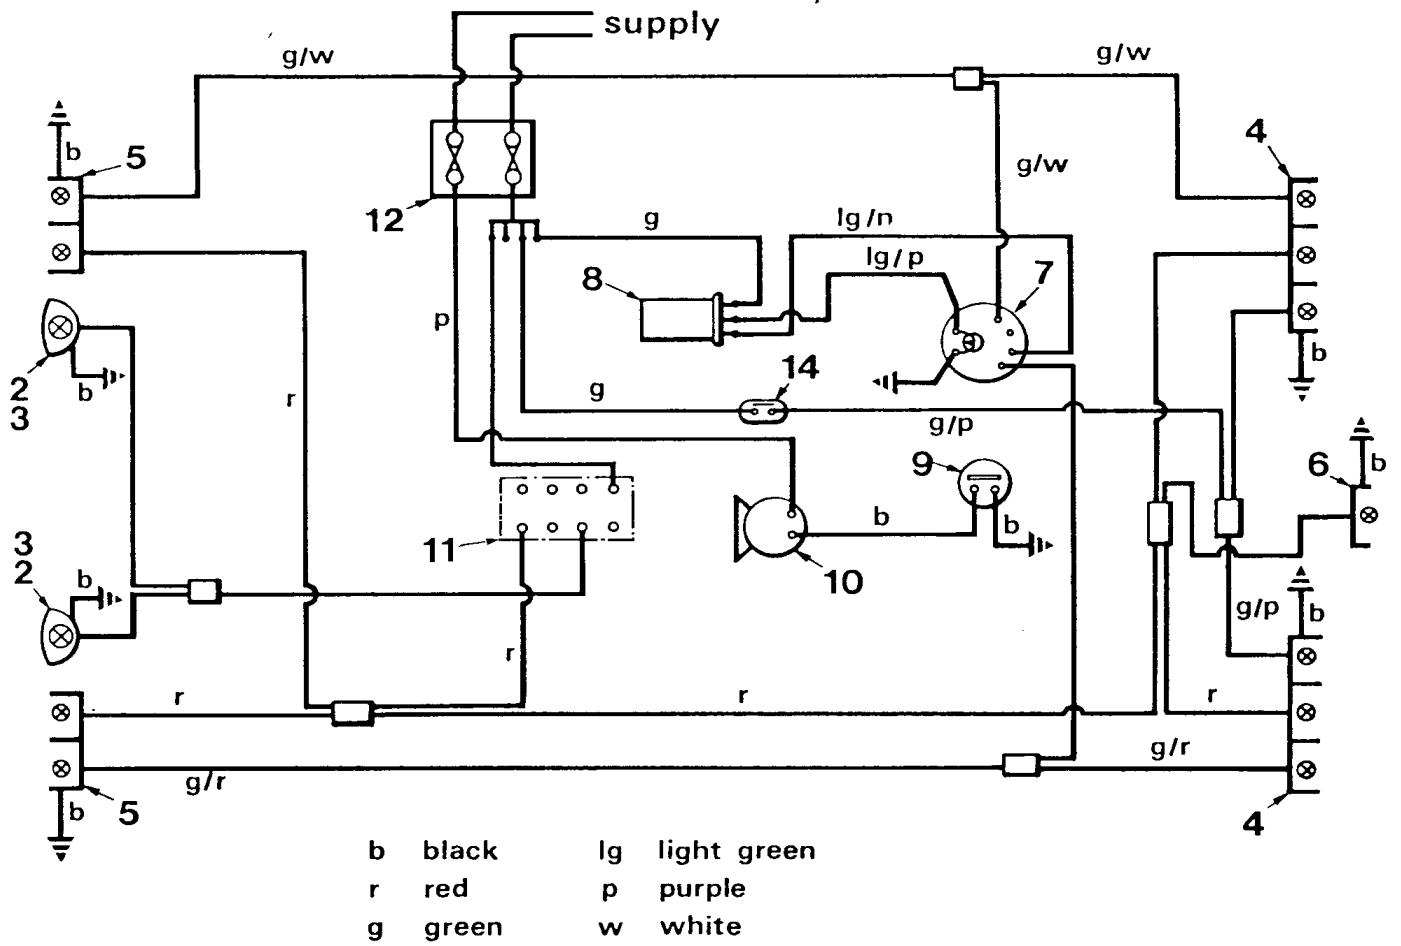 supply
g/w
g/w
4
b
5
g/w
12
g
lg/n
lg/p
8
7
p
b
14
2
3
b
r
g
g/p
6
b
9
b
b
11
10
3
2
b
g/p
b
r
r
r
r
g/r
g/r
b
5
4
b black lg light green
r red p purple
g green w white